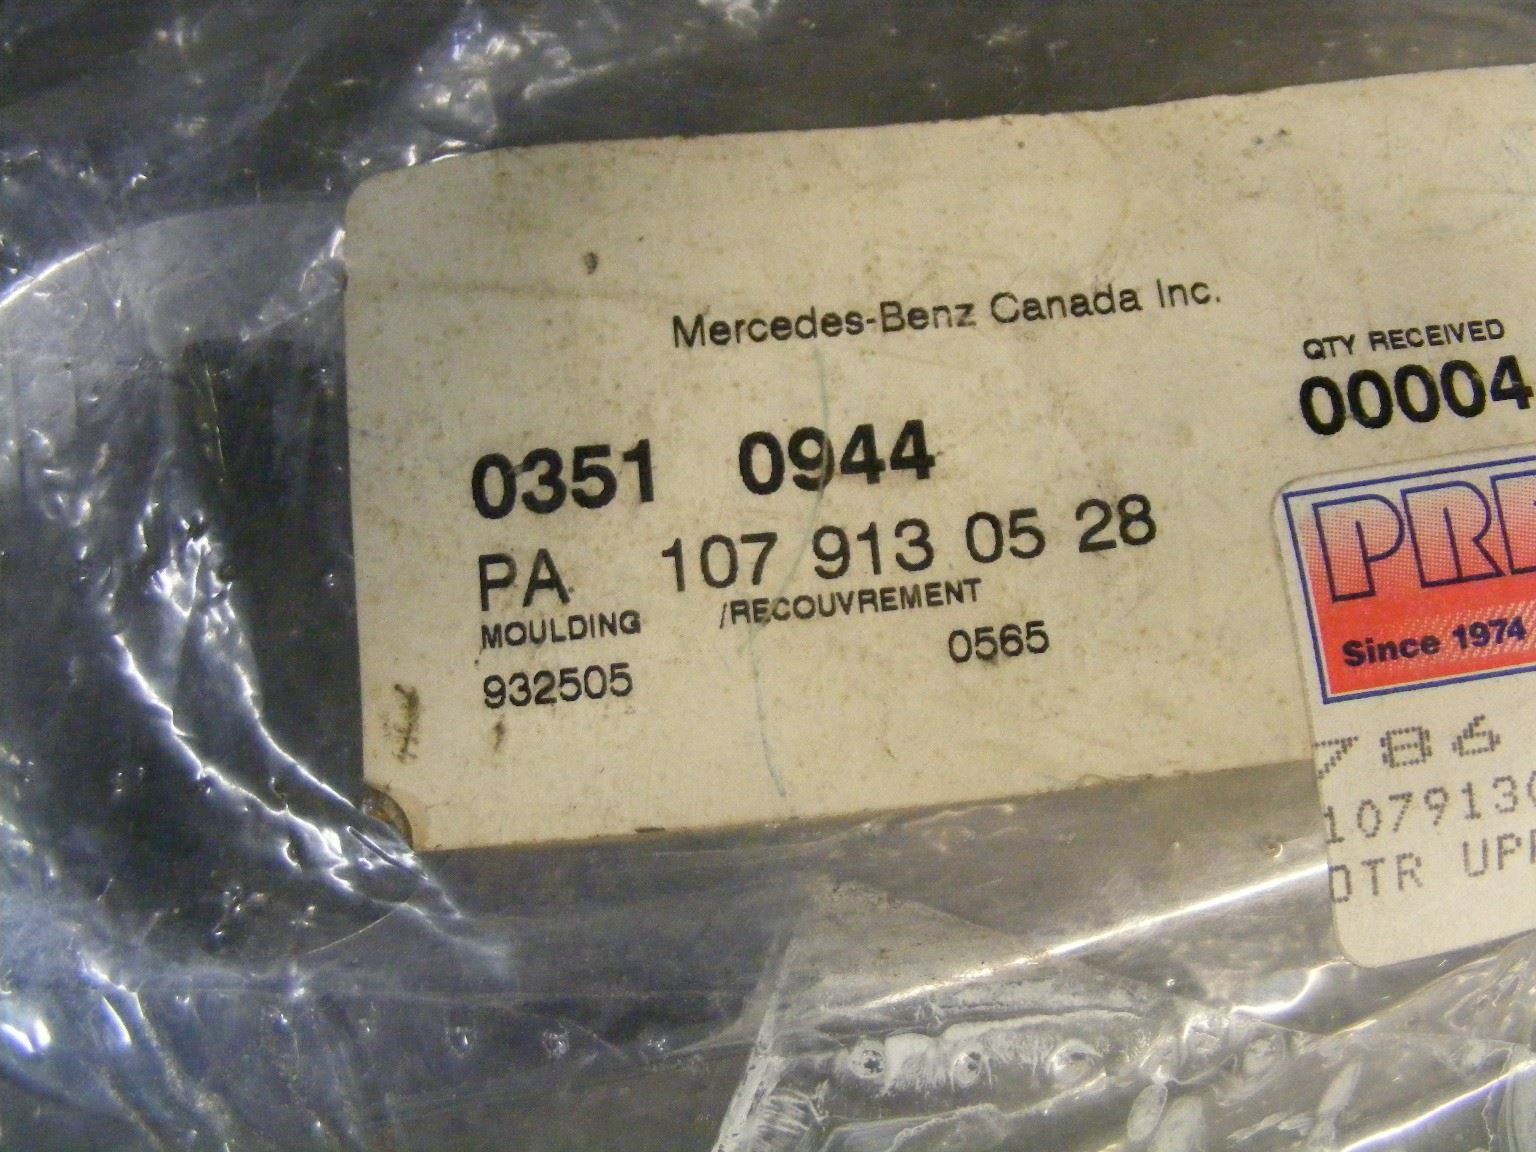 Mercedes-Benz Canada Inc.
QTY RECEIVED
00004
0351 0944
PA 107 913 05 28
MOULDING /RECOUVREMENT
932505 0565
Since 1974
786